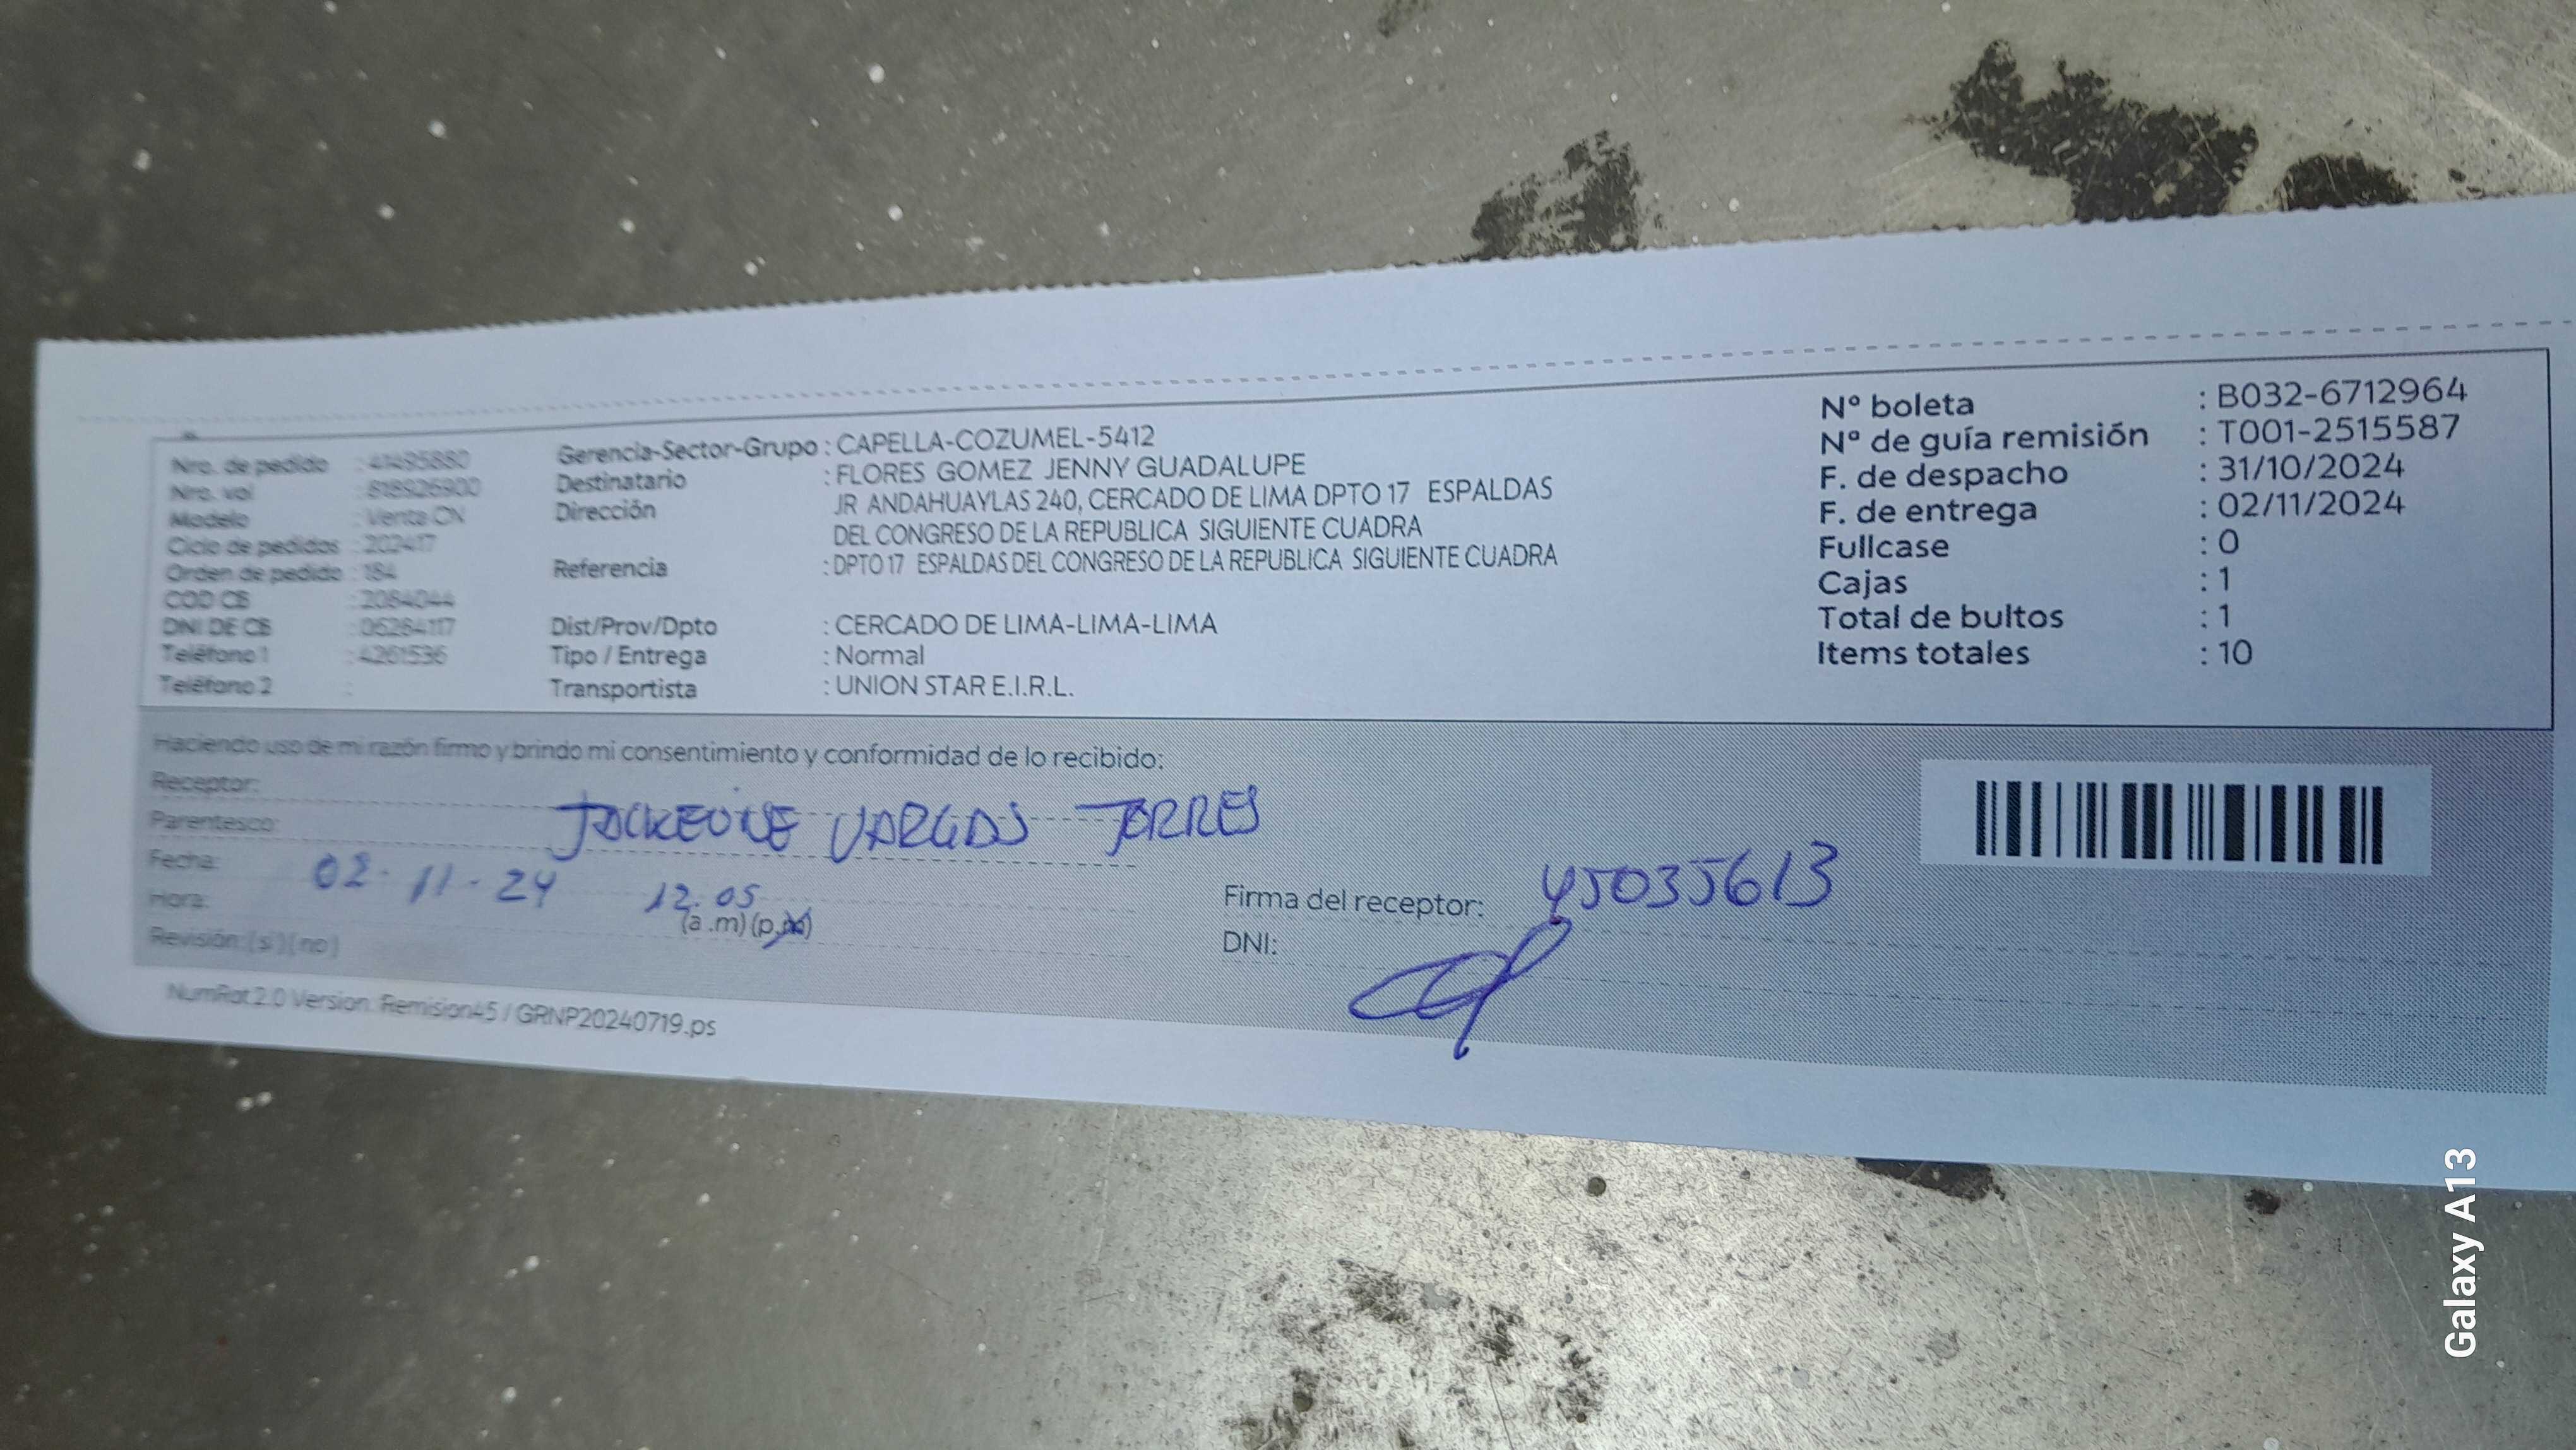 Nro. de pedido : 41495880
Nro. vol : 818926900
Modelo : Venta CN
Ciclo de pedidos : 202417
Orden de pedido : 184
COD CB : 2084044
DNI DE CB : 06284117
Teléfono 1 : 4261536
Teléfono 2 :
Gerencia-Sector-Grupo : CAPELLA-COZUMEL-5412
Destinatario : FLORES GOMEZ JENNY GUADALUPE
Dirección JR ANDAHUAYLAS 240, CERCADO DE LIMA DPTO 17 ESPALDAS
DEL CONGRESO DE LA REPUBLICA SIGUIENTE CUADRA
Referencia : DPTO 17 ESPALDAS DEL CONGRESO DE LA REPUBLICA SIGUIENTE CUADRA
Dist/Prov/Dpto : CERCADO DE LIMA-LIMA-LIMA
Tipo / Entrega : Normal
Transportista : UNION STAR E.I.R.L.
Nº boleta : B032-6712964
Nº de guía remisión : T001-2515587
F. de despacho : 31/10/2024
F. de entrega : 02/11/2024
Fullcase : 0
Cajas : 1
Total de bultos : 1
Items totales : 10
Haciendo uso de mi razón firmo y brindo mi consentimiento y conformidad de lo recibido:
Receptor:
Parentesco: VARGAS TORRES
Fecha: 02-11-24 12.05
Hora: (a .m) (p.m)
Revisión: (si) (no)
Firma del receptor: 45035613
DNI:
NumRat 2.0 Version: Remision45 / GRNP20240719.ps
Galaxy A13